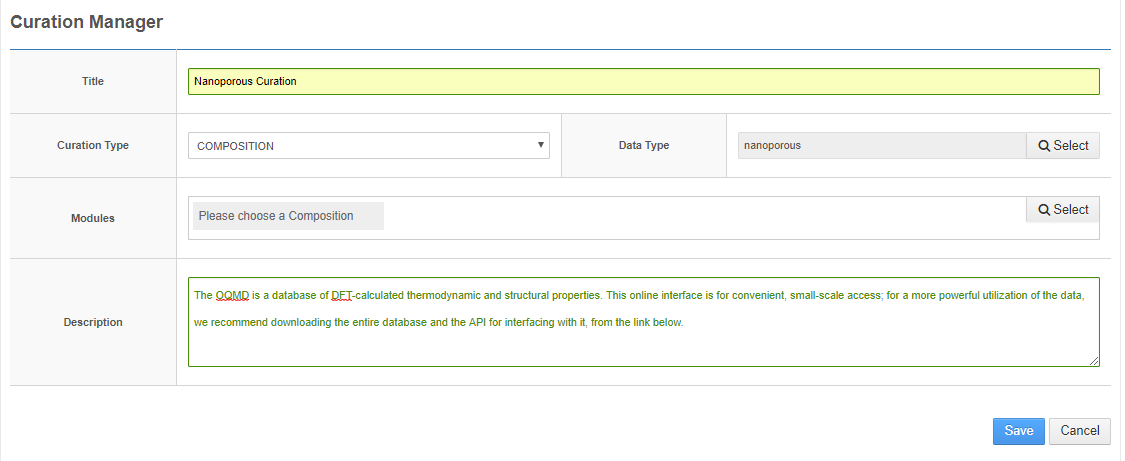 Curation Manager
Title
Nanoporous Curation
Curation Type
COMPOSITION
Data Type
nanoporous
Select
Modules
Please choose a Composition
Select
Description
The OQMD is a database of DFT-calculated thermodynamic and structural properties. This online interface is for convenient, small-scale access; for a more powerful utilization of the data,
we recommend downloading the entire database and the API for interfacing with it, from the link below.
Save
Cancel